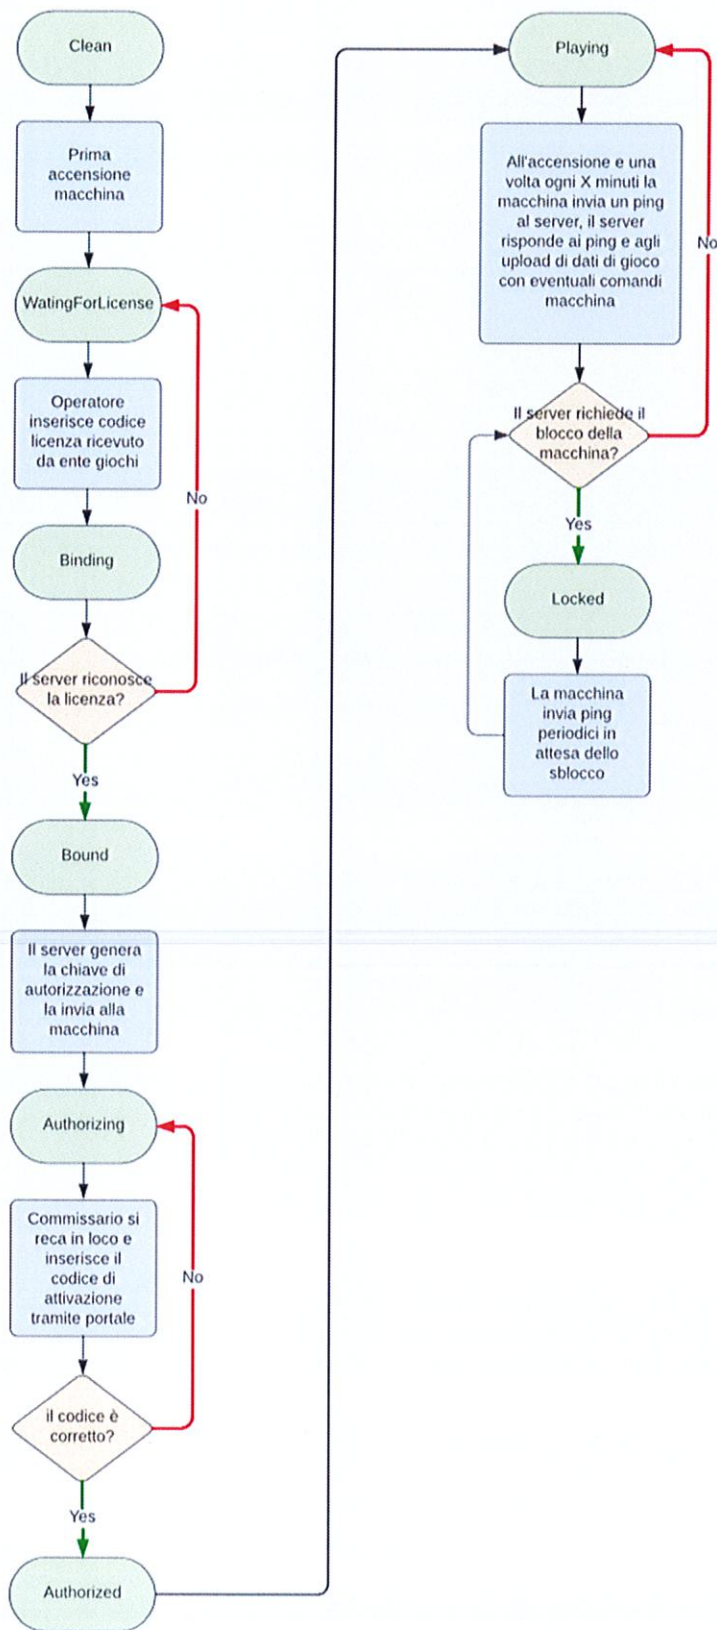 Clean
Prima
accensione
macchina
WatingForLicense
Operatore
inserisce codice
licenza ricevuto
da ente giochi
No
Binding
Il server riconosce
la licenza?
Yes
Bound
Il server genera
la chiave di
autorizzazione e
la invia alla
macchina
Authorizing
Commissario si
reca in loco e
inserisce il
codice di
attivazione
tramite portale
No
il codice è
corretto?
Yes
Authorized
Playing
All'accensione e una
volta ogni X minuti la
macchina invia un ping
al server, il server
risponde ai ping e agli
upload di dati di gioco
con eventuali comandi
macchina
No
Il server richiede il
blocco della
macchina?
Yes
Locked
La macchina
invia ping
periodici in
attesa dello
sblocco